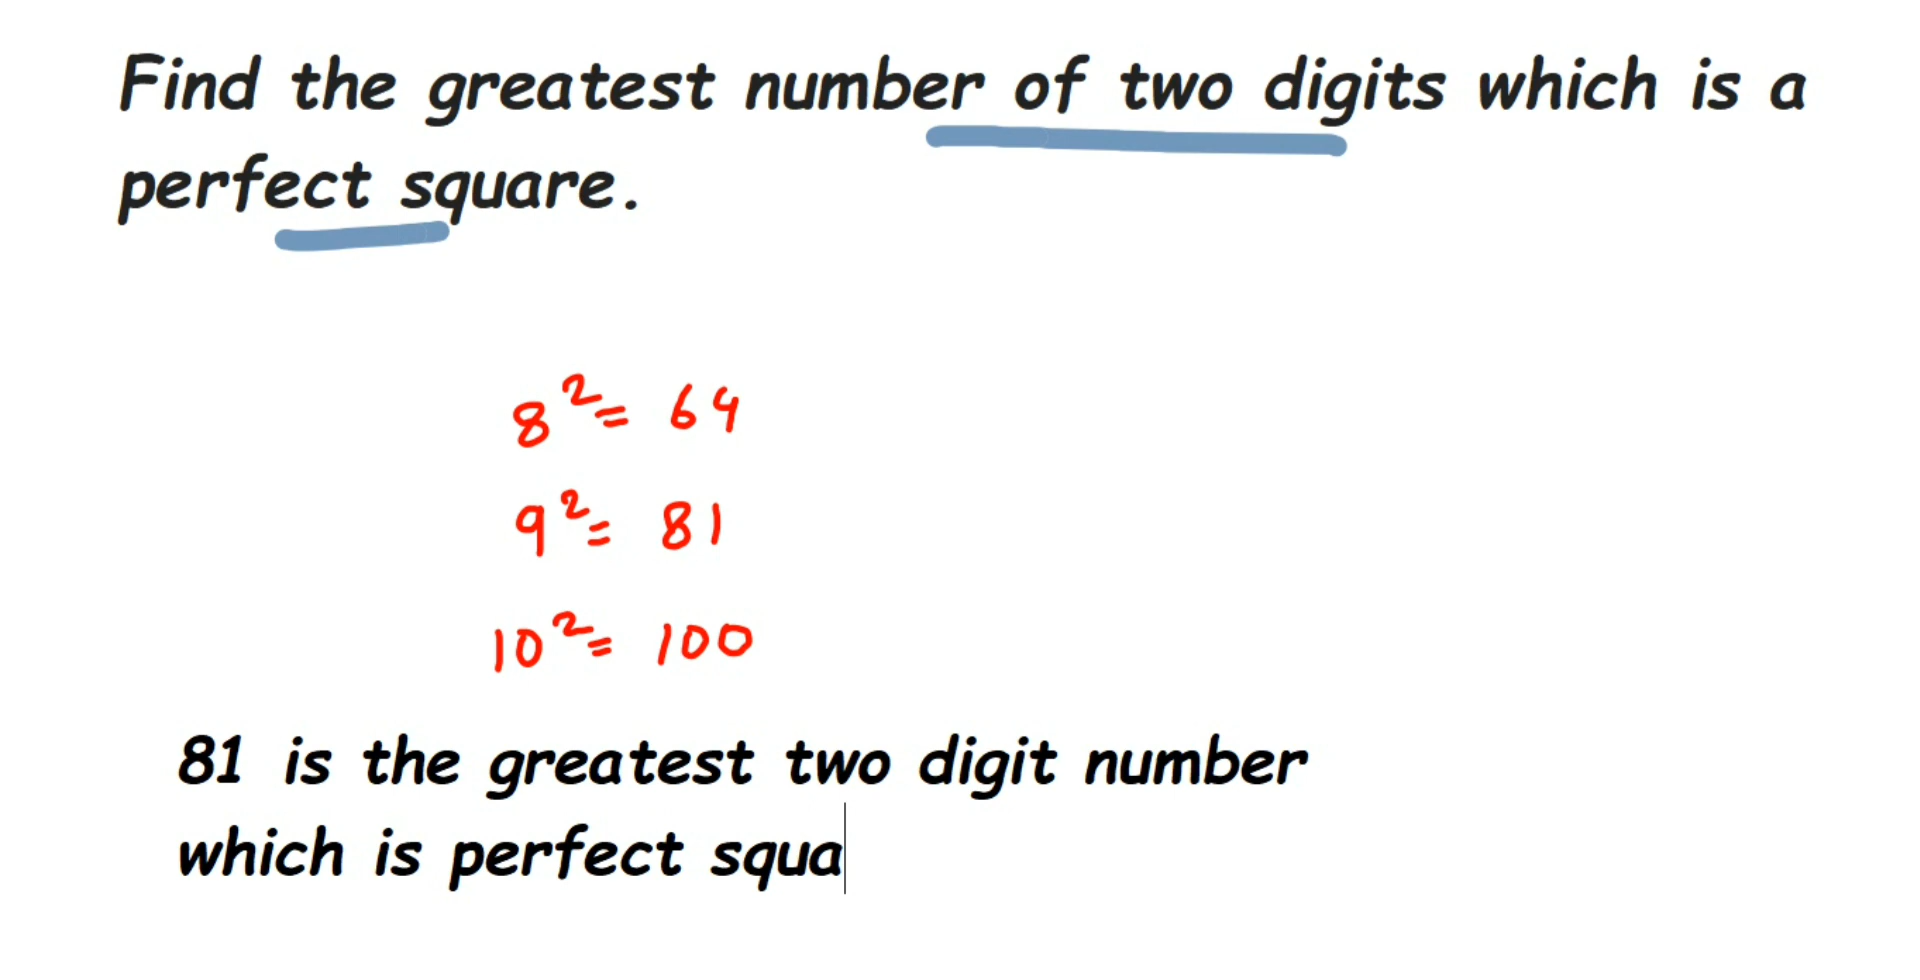 Find the greatest number of two digits which is a
perfect square.
8²= 64
9²= 81
10²= 100
81 is the greatest two digit number
which is perfect squa